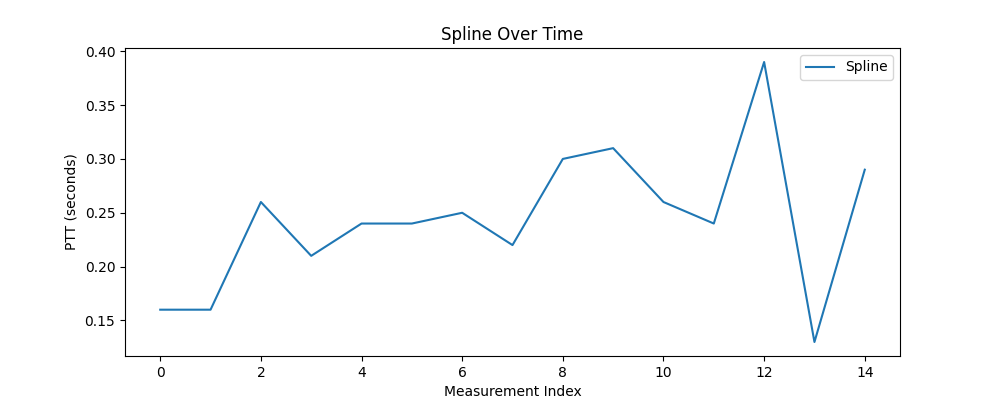 Spline Over Time
Spline
PTT (seconds)
0.40
0.35
0.30
0.25
0.20
0.15
0 2 4 6 8 10 12 14
Measurement Index